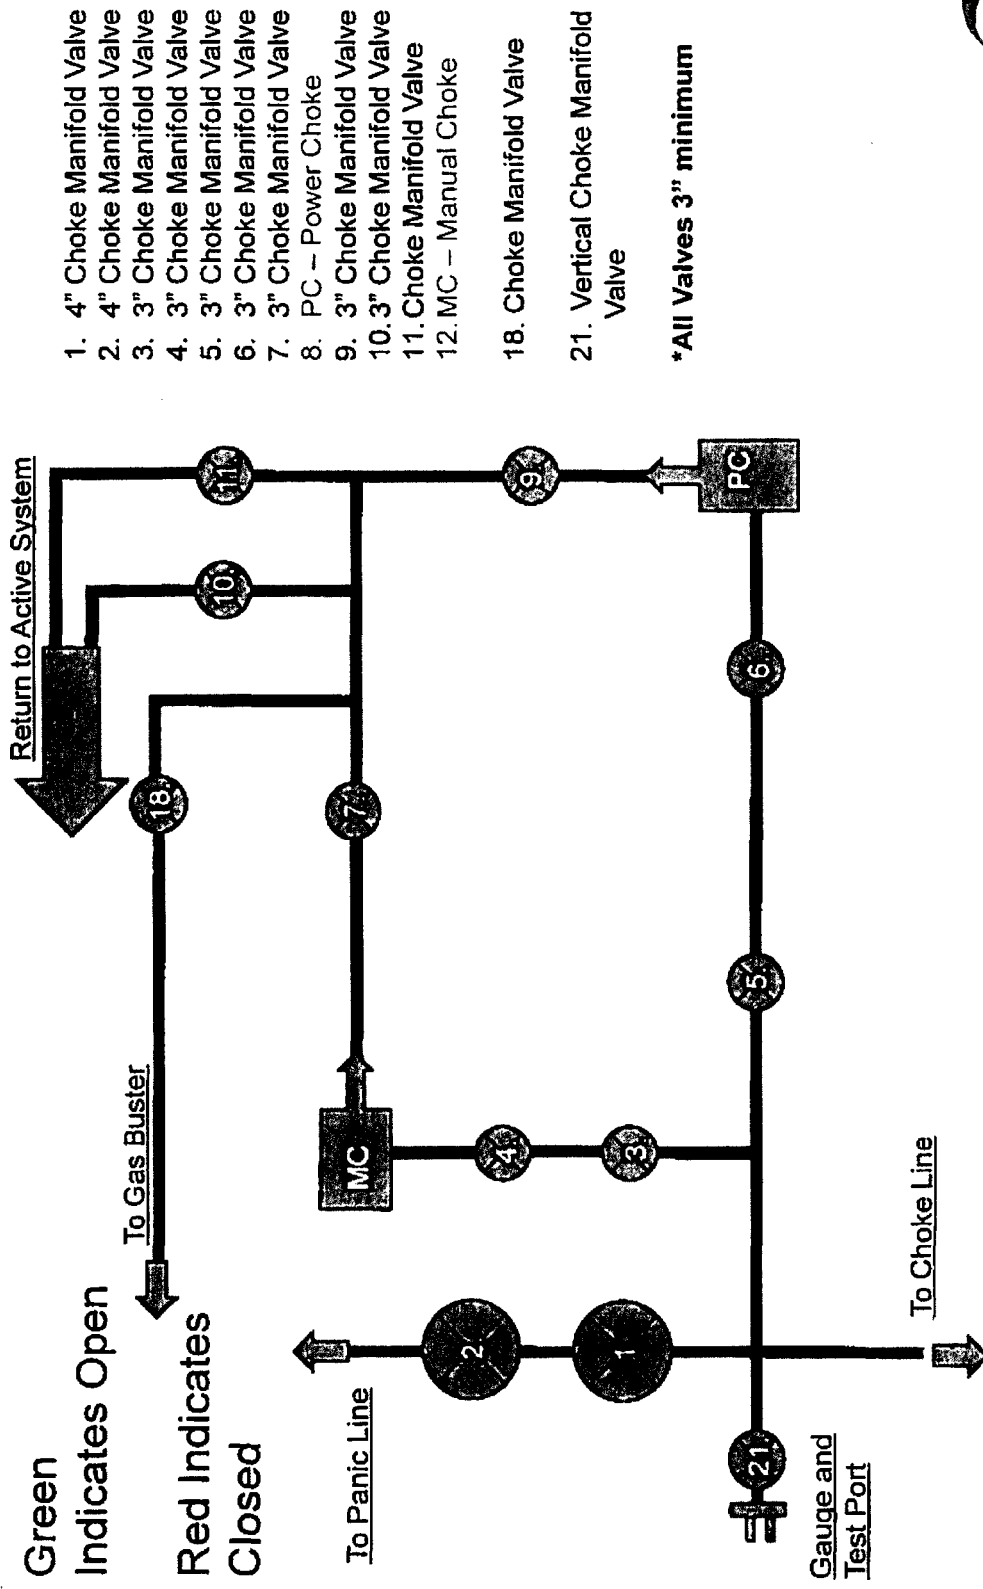 Green
Indicates Open
Red Indicates
Closed
To Gas Buster
Return to Active System
To Panic Line
To Choke Line
Gauge and
Test Port
MC
PC
1
2.
3.
4.
5.
6.
7.
9.
10.
11.
18.
21.
1. 4" Choke Manifold Valve
2. 4" Choke Manifold Valve
3. 3" Choke Manifold Valve
4. 3" Choke Manifold Valve
5. 3" Choke Manifold Valve
6. 3" Choke Manifold Valve
7. 3" Choke Manifold Valve
8. PC – Power Choke
9. 3" Choke Manifold Valve
10. 3" Choke Manifold Valve
11. Choke Manifold Valve
12. MC – Manual Choke
18. Choke Manifold Valve
21. Vertical Choke Manifold
Valve
*All Valves 3" minimum